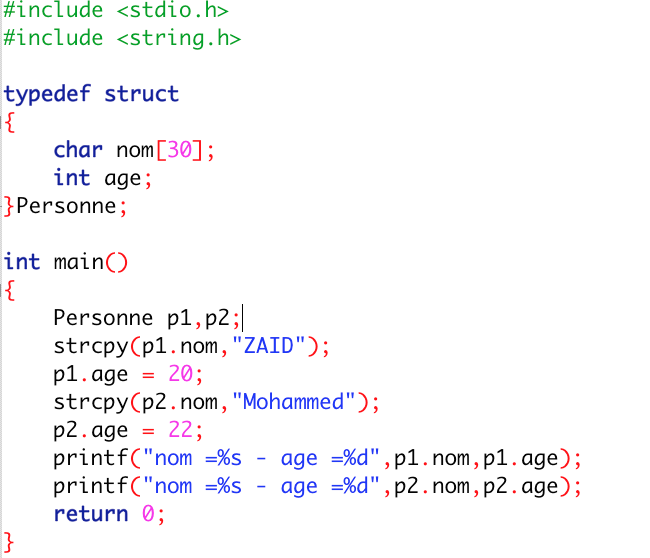 #include <stdio.h>
#include <string.h>

typedef struct
{
    char nom[30];
    int age;
}Personne;

int main()
{
    Personne p1,p2;
    strcpy(p1.nom,"ZAID");
    p1.age = 20;
    strcpy(p2.nom,"Mohammed");
    p2.age = 22;
    printf("nom =%s - age =%d",p1.nom,p1.age);
    printf("nom =%s - age =%d",p2.nom,p2.age);
    return 0;
}